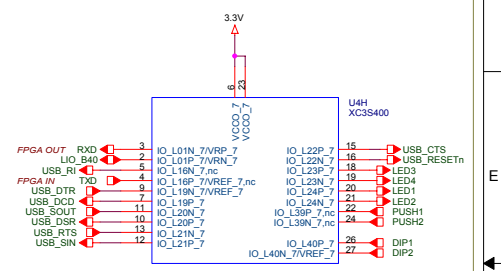 3.3V
6 23
VCCO_7 VCCO_7
U4H
XC3S400
FPGA OUT RXD 3 IO_L01N_7/VRP_7 IO_L22P_7 15 USB_CTS
LIO_B40 2 IO_L01P_7/VRN_7 IO_L22N_7 16 USB_RESETn
USB_RI 5 IO_L16N_7,nc IO_L23P_7 18 LED3
FPGA IN TXD 4 IO_L16P_7/VREF_7,nc IO_L23N_7 19 LED4
USB_DTR 9 IO_L19N_7/VREF_7 IO_L24P_7 20 LED1
USB_DCD 7 IO_L19P_7 IO_L24N_7 21 LED2
USB_SOUT 11 IO_L20N_7 IO_L39P_7,nc 22 PUSH1
USB_DSR 10 IO_L20P_7 IO_L39N_7,nc 24 PUSH2
USB_RTS 13 IO_L21N_7
USB_SIN 12 IO_L21P_7 IO_L40P_7 26 DIP1
IO_L40N_7/VREF_7 27 DIP2
E